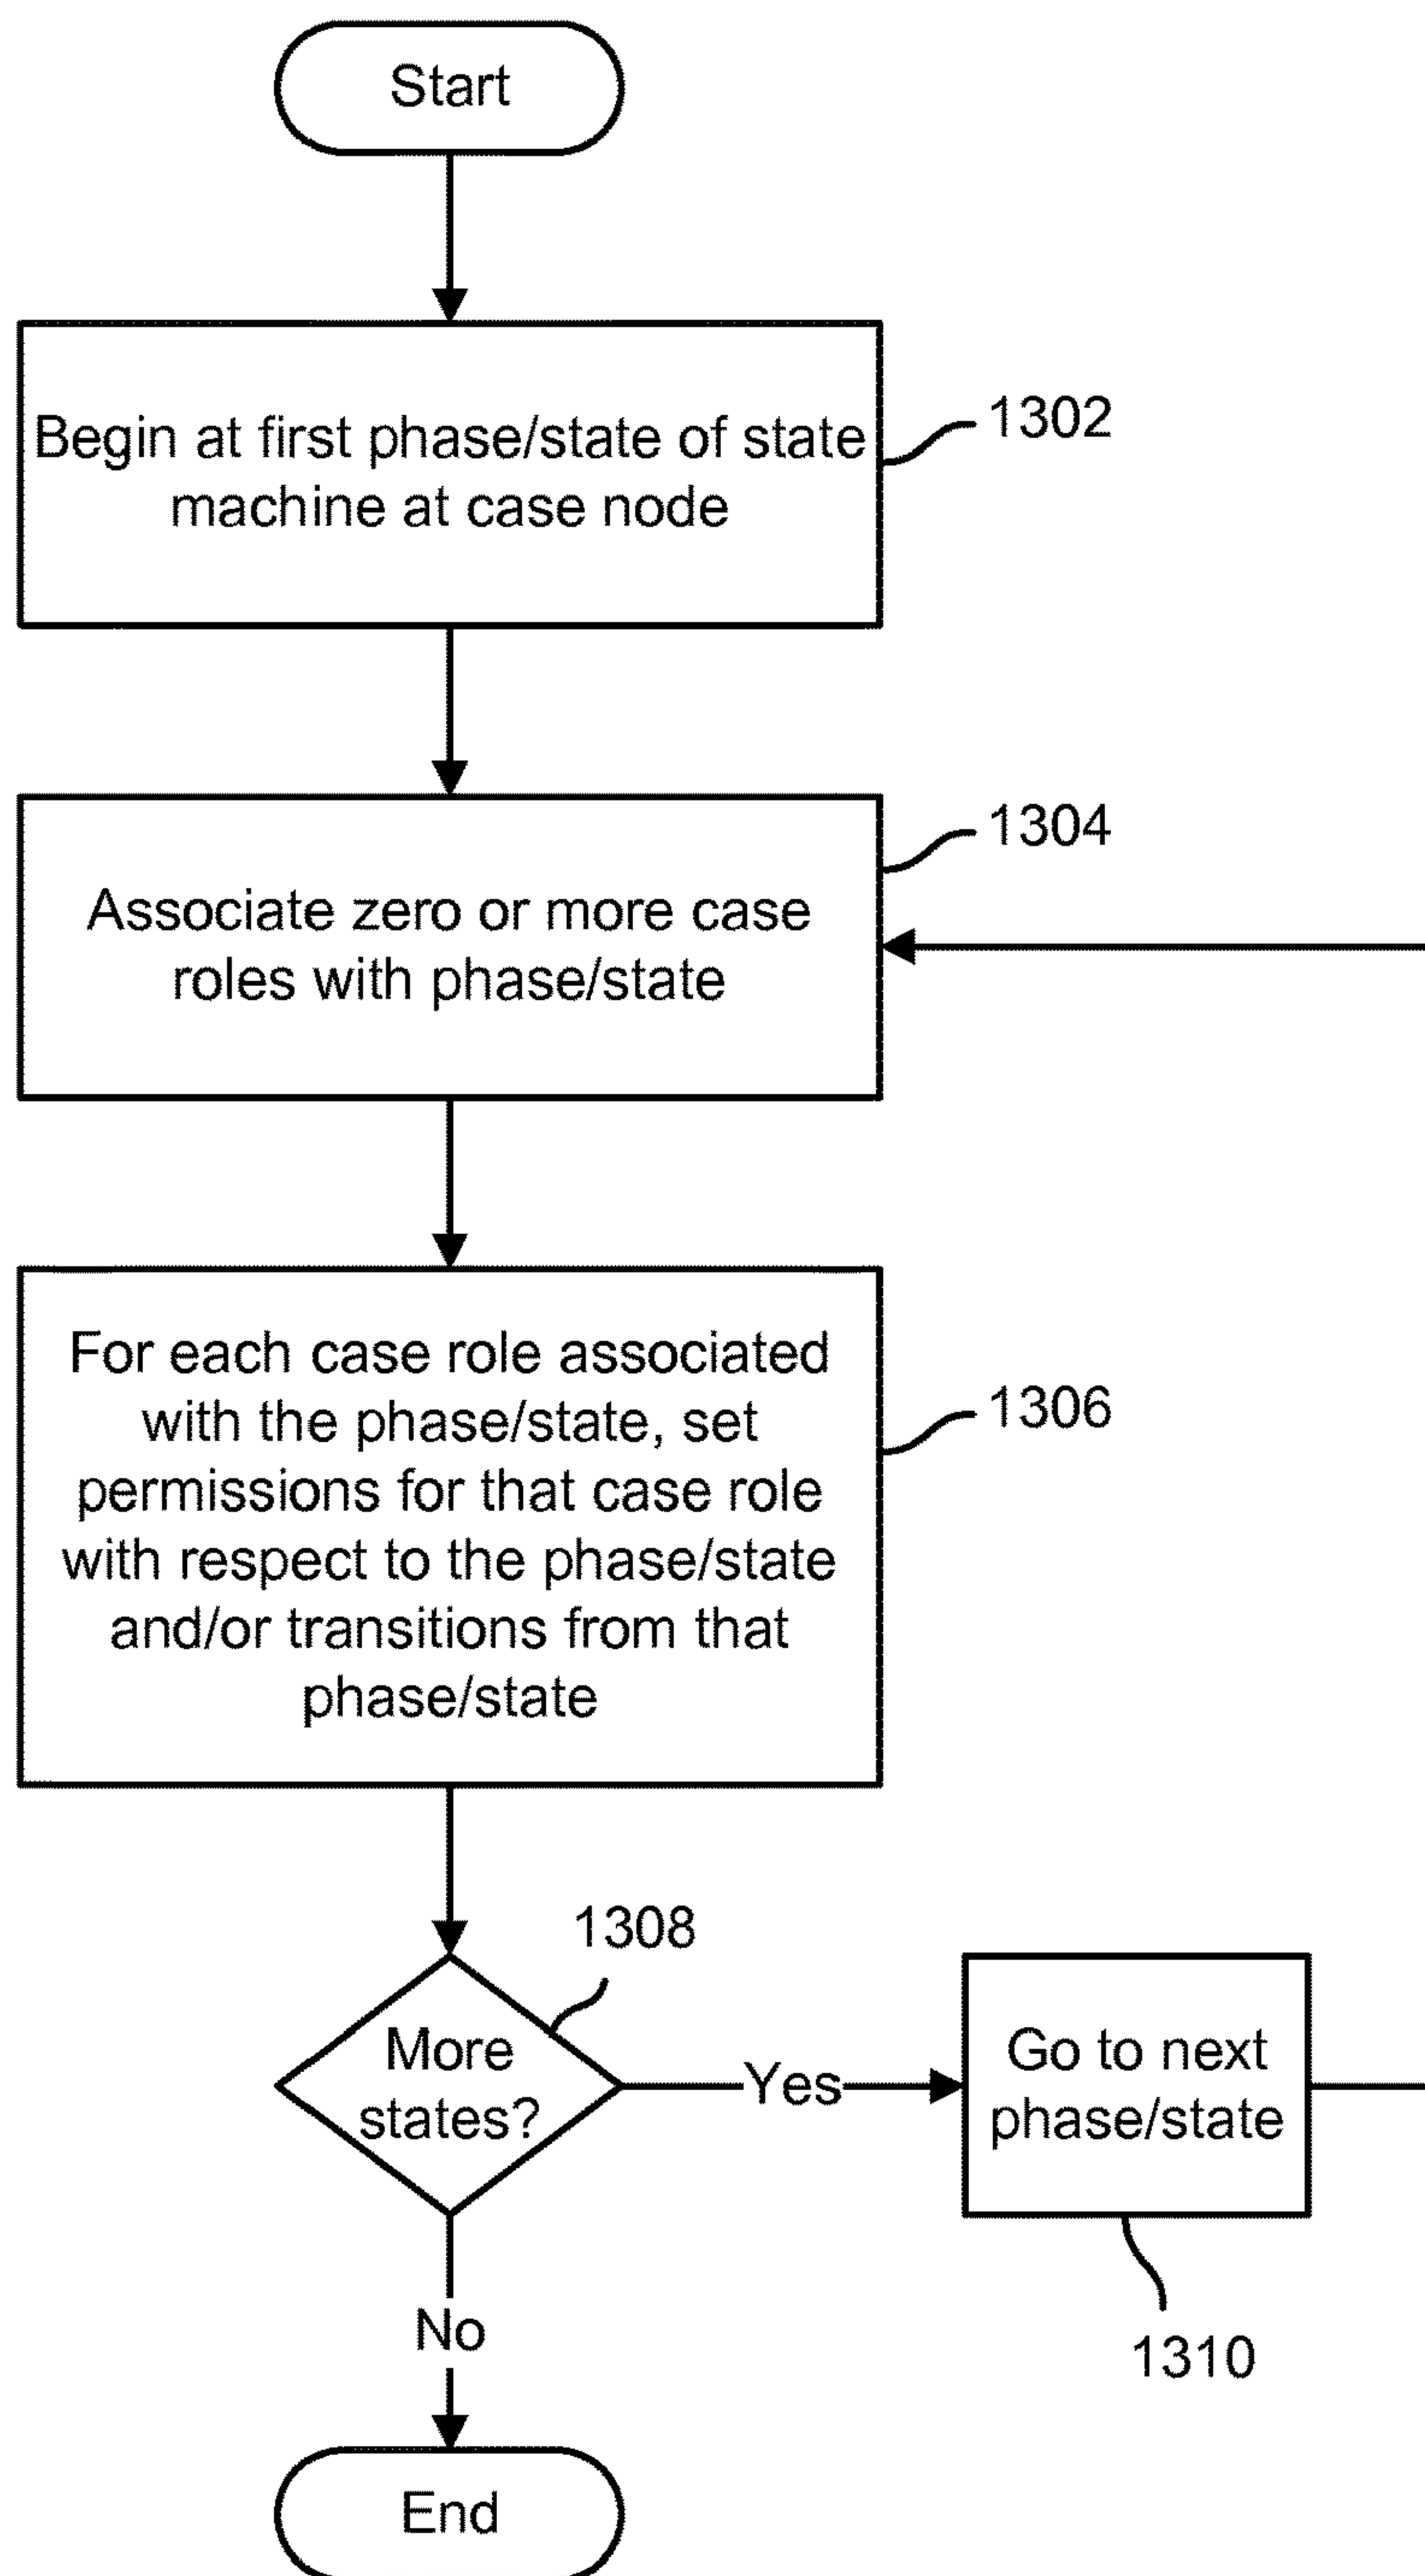 Start
Begin at first phase/state of state
machine at case node
1302
Associate zero or more case
roles with phase/state
1304
For each case role associated
with the phase/state, set
permissions for that case role
with respect to the phase/state
and/or transitions from that
phase/state
1306
1308
More
states?
Yes
Go to next
phase/state
1310
No
End